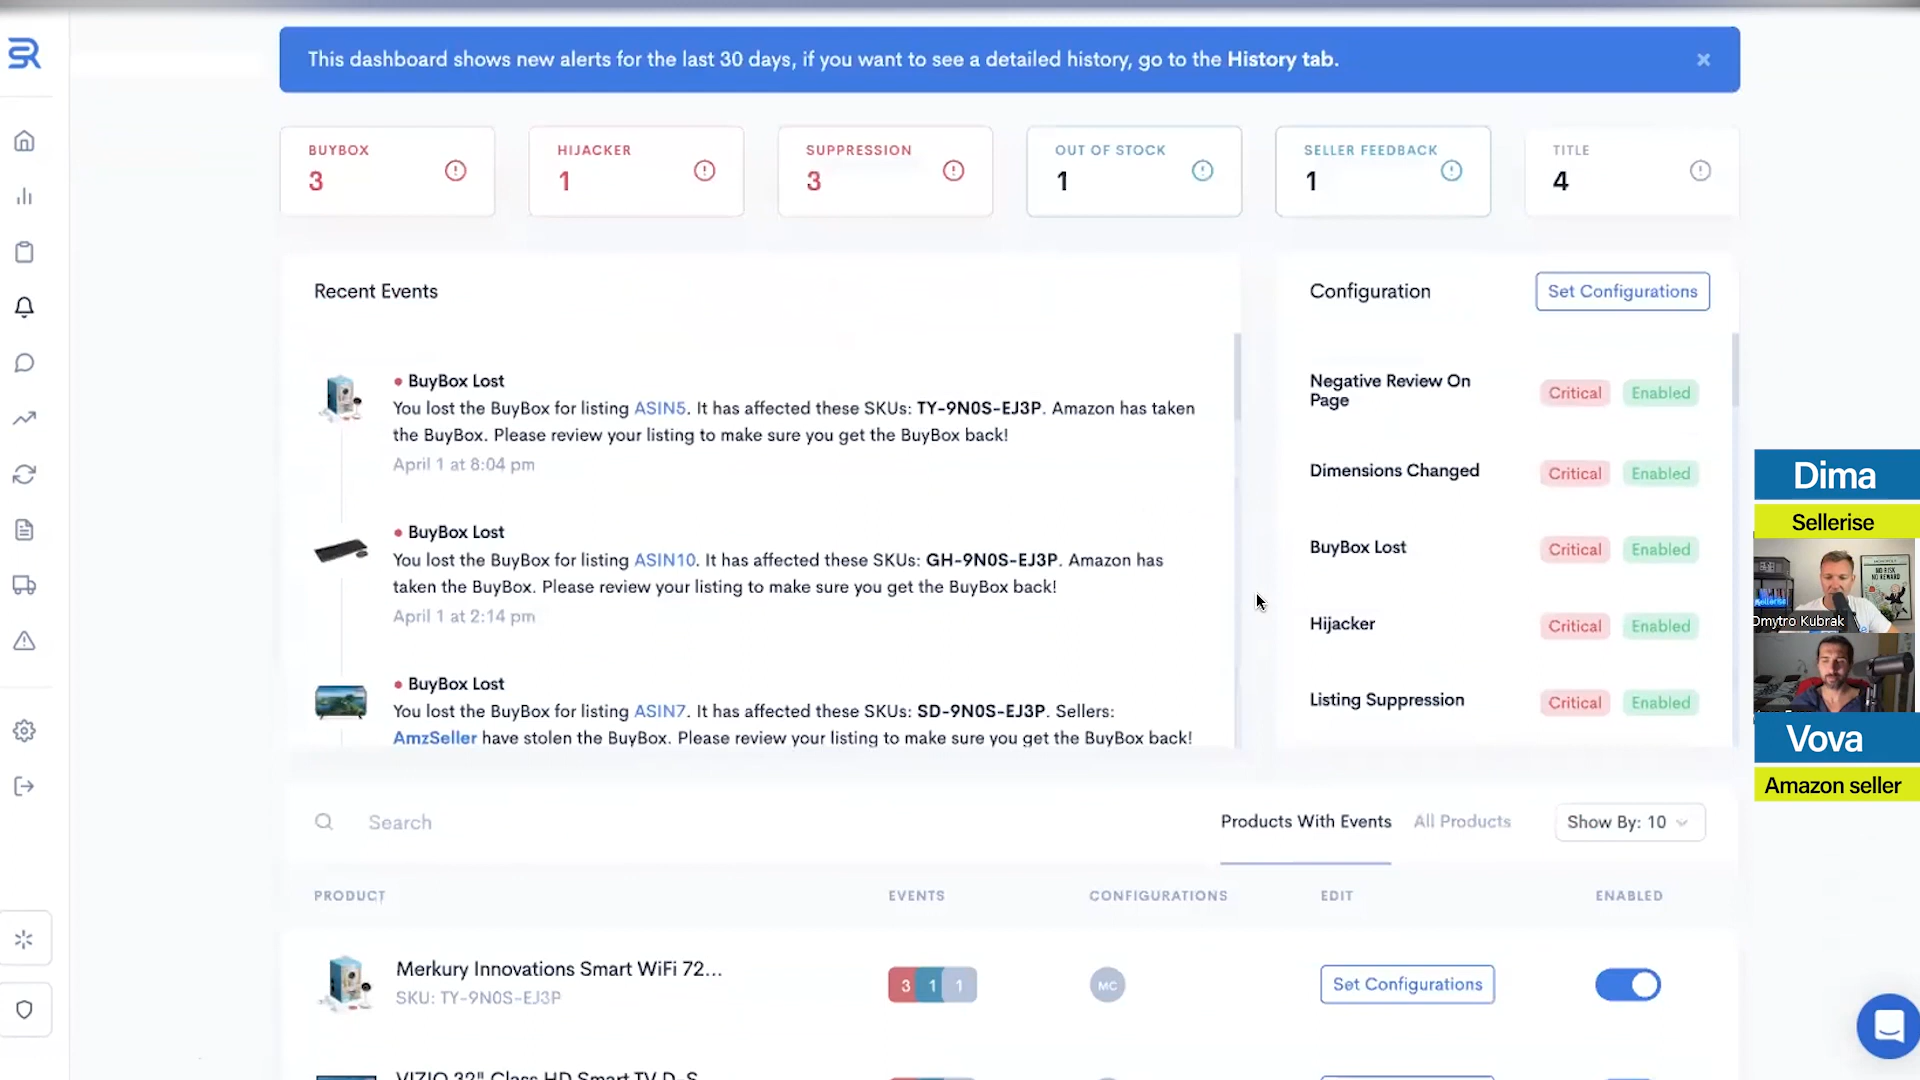 This dashboard shows new alerts for the last 30 days, if you want to see a detailed history, go to the History tab.
BUYBOX
3
HIJACKER
1
SUPPRESSION
3
OUT OF STOCK
1
SELLER FEEDBACK
1
TITLE
4
Recent Events
BuyBox Lost
You lost the BuyBox for listing ASIN5. It has affected these SKUs: TY-9N0S-EJ3P. Amazon has taken
the BuyBox. Please review your listing to make sure you get the BuyBox back!
April 1 at 8:04 pm
BuyBox Lost
You lost the BuyBox for listing ASIN10. It has affected these SKUs: GH-9N0S-EJ3P. Amazon has
taken the BuyBox. Please review your listing to make sure you get the BuyBox back!
April 1 at 2:14 pm
BuyBox Lost
You lost the BuyBox for listing ASIN7. It has affected these SKUs: SD-9N0S-EJ3P. Sellers:
AmzSeller have stolen the BuyBox. Please review your listing to make sure you get the BuyBox back!
Configuration
Set Configurations
Negative Review On
Page
Critical Enabled
Dimensions Changed Critical Enabled
BuyBox Lost Critical Enabled
Hijacker Critical Enabled
Listing Suppression Critical Enabled
Dima
Sellerise
NO RISK
NO REWARD
Dmytro Kubrak
Vova
Amazon seller
Search
Products With Events All Products Show By: 10
PRODUCT EVENTS CONFIGURATIONS EDIT ENABLED
Merkury Innovations Smart WiFi 72...
SKU: TY-9N0S-EJ3P
3 1 1
MC
Set Configurations
VIZIO 32" Class HD Smart TV D-S